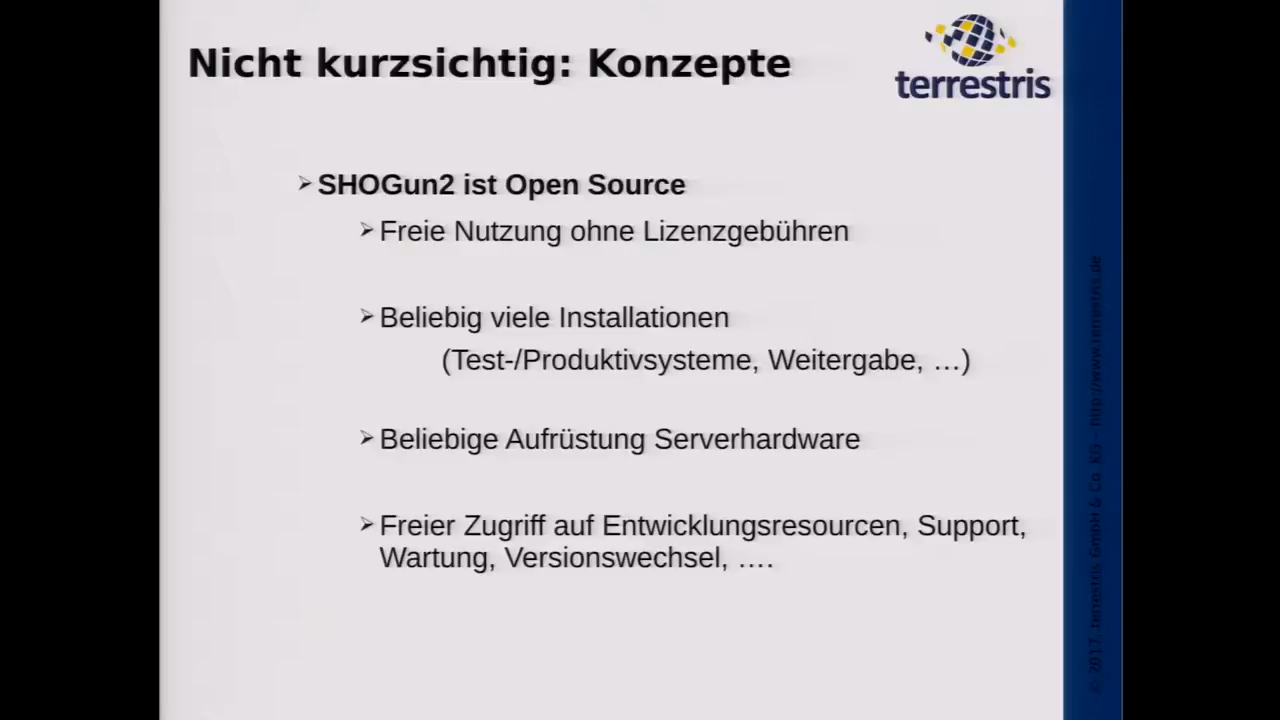 Nicht kurzsichtig: Konzepte
terrestris
➢ SHOGun2 ist Open Source
➢ Freie Nutzung ohne Lizenzgebühren
➢ Beliebig viele Installationen
(Test-/Produktivsysteme, Weitergabe, …)
➢ Beliebige Aufrüstung Serverhardware
➢ Freier Zugriff auf Entwicklungsresourcen, Support,
Wartung, Versionswechsel, ….
© 2017, terrestris GmbH & Co. KG – http://www.terrestris.de